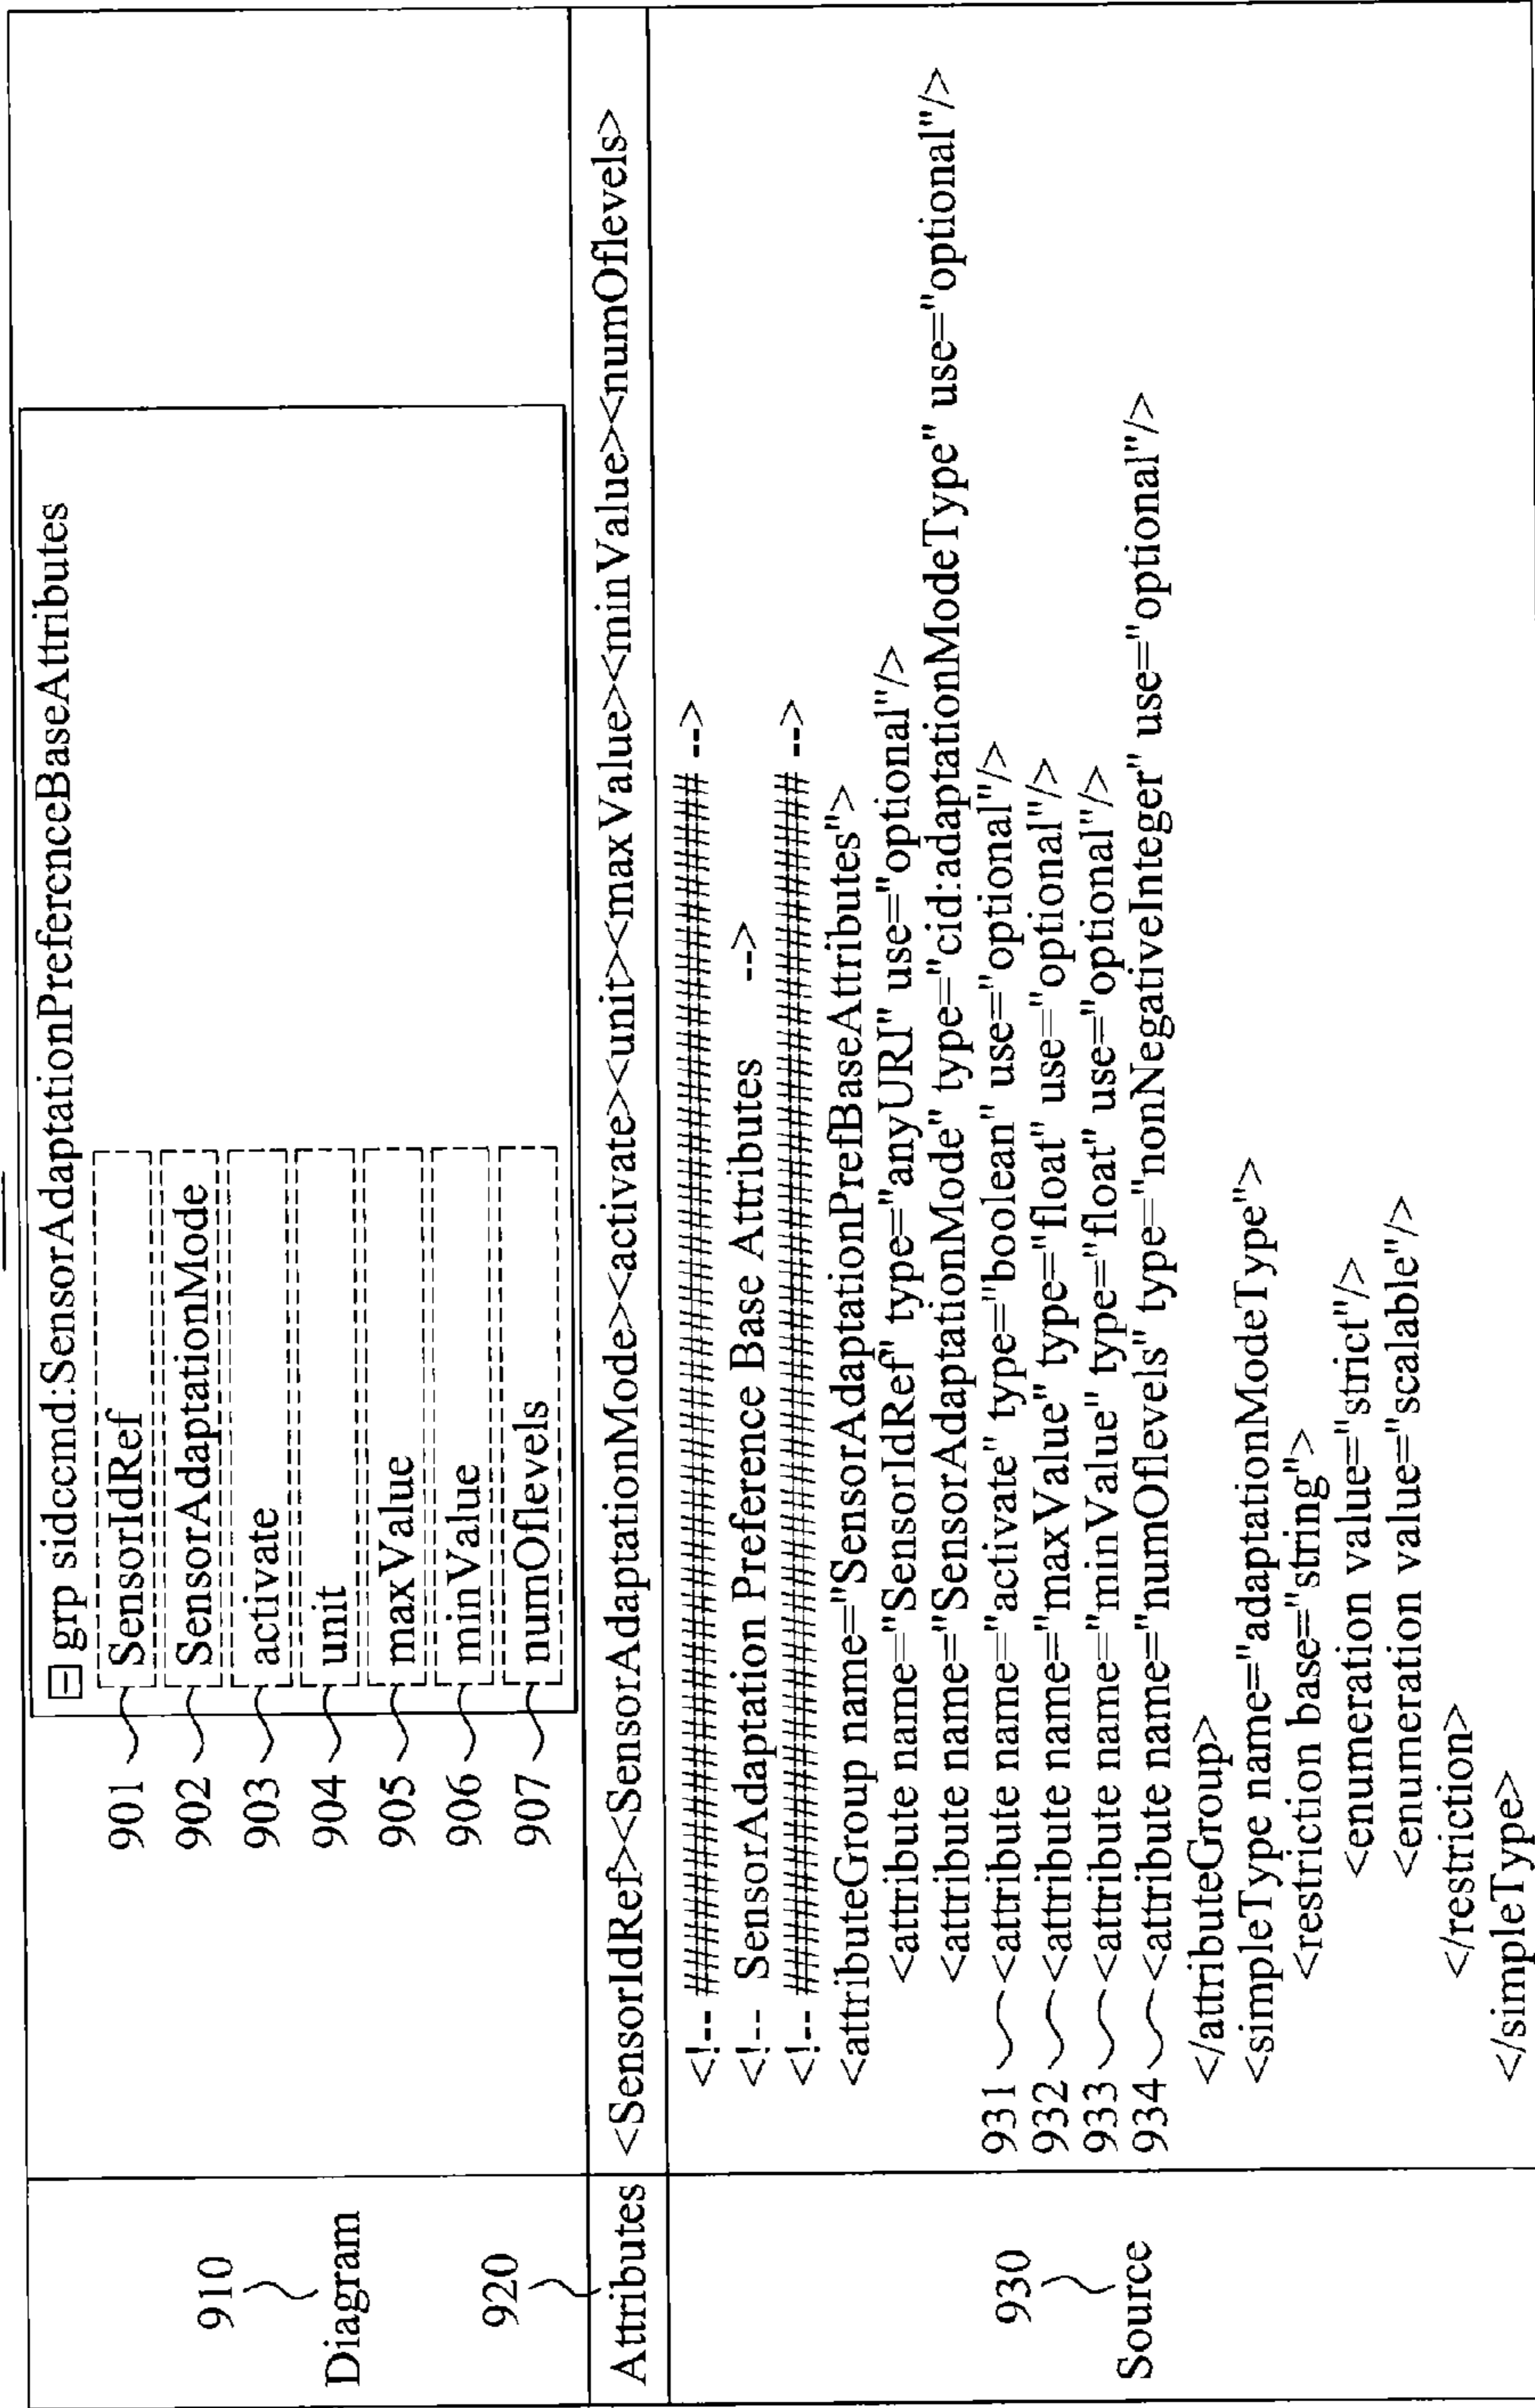 910
Diagram
⊟ grp sidccmd:SensorAdaptationPreferenceBaseAttributes
901 SensorIdRef
902 SensorAdaptationMode
903 activate
904 unit
905 maxValue
906 minValue
907 numOflevels
920
Attributes
<SensorIdRef><SensorAdaptationMode><activate><unit><maxValue><minValue><numOflevels>
930
Source
<!-- ################################################ -->
<!-- SensorAdaptation Preference Base Attributes -->
<!-- ################################################ -->
<attributeGroup name="SensorAdaptationPrefBaseAttributes">
<attribute name="SensorIdRef" type="anyURI" use="optional"/>
<attribute name="SensorAdaptationMode" type="cid:adaptationModeType" use="optional"/>
931 <attribute name="activate" type="boolean" use="optional"/>
932 <attribute name="maxValue" type="float" use="optional"/>
933 <attribute name="minValue" type="float" use="optional"/>
934 <attribute name="numOflevels" type="nonNegativeInteger" use="optional"/>
</attributeGroup>
<simpleType name="adaptationModeType">
<restriction base="string">
<enumeration value="strict"/>
<enumeration value="scalable"/>
</restriction>
</simpleType>